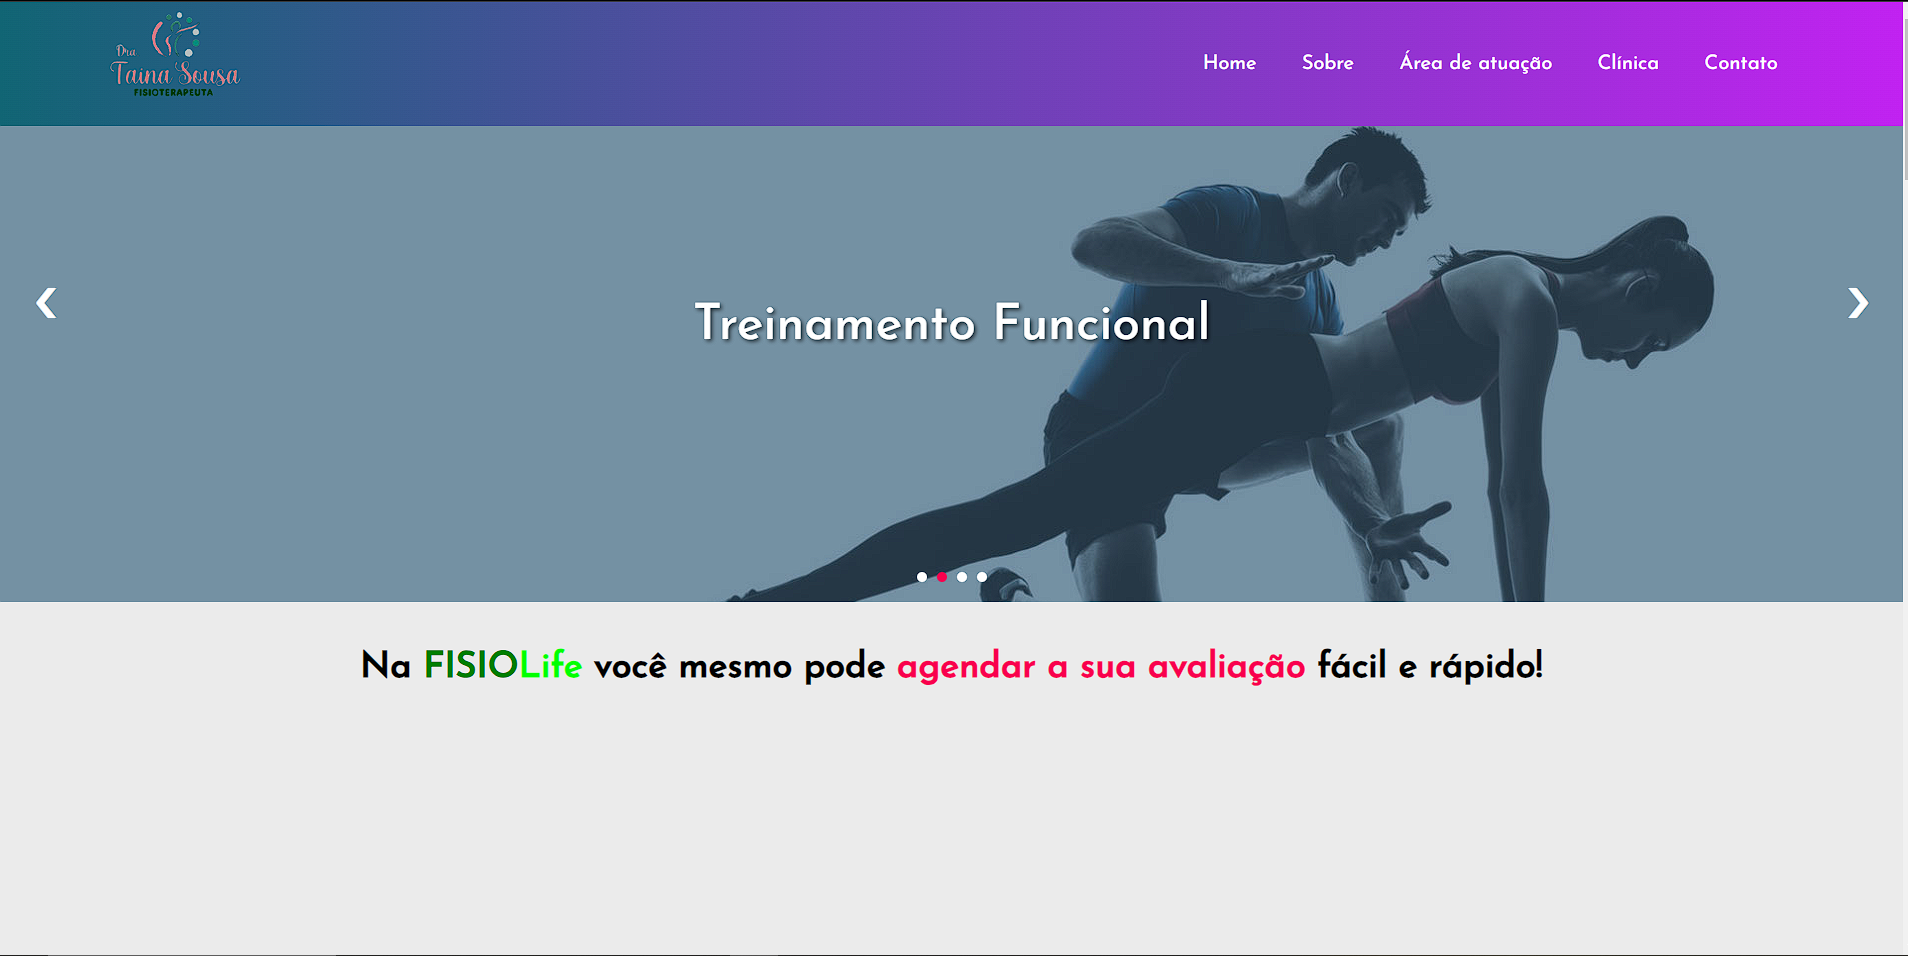 Dra
Taina Sousa
FISIOTERAPEUTA
Home Sobre Área de atuação Clínica Contato
Treinamento Funcional
Na FISIOLife você mesmo pode agendar a sua avaliação fácil e rápido!